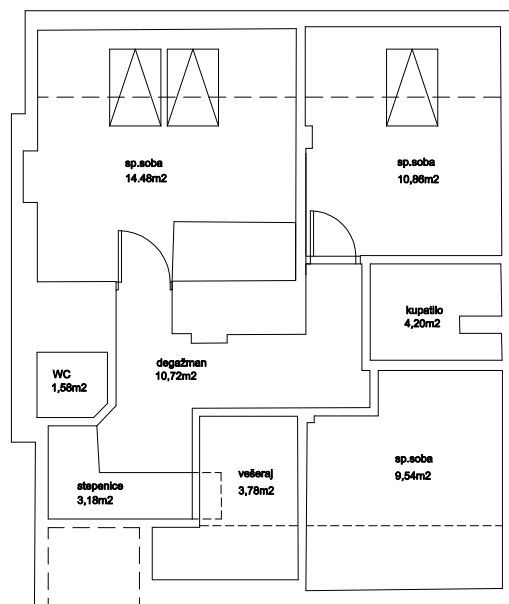 sp.soba
14.48m2
sp.soba
10,86m2
kupatilo
4,20m2
degažman
10,72m2
WC
1,58m2
stepenice
3,18m2
vešeraj
3,78m2
sp.soba
9,54m2